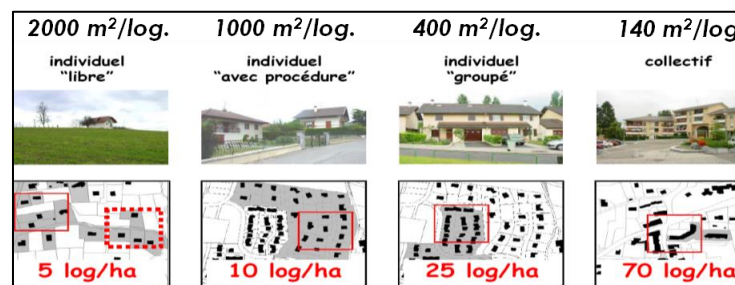 2000 m²/log.
1000 m²/log.
400 m²/log.
140 m²/log
individuel
"libre"
individuel
"avec procédure"
individuel
"groupé"
collectif
5 log/ha
10 log/ha
25 log/ha
70 log/ha